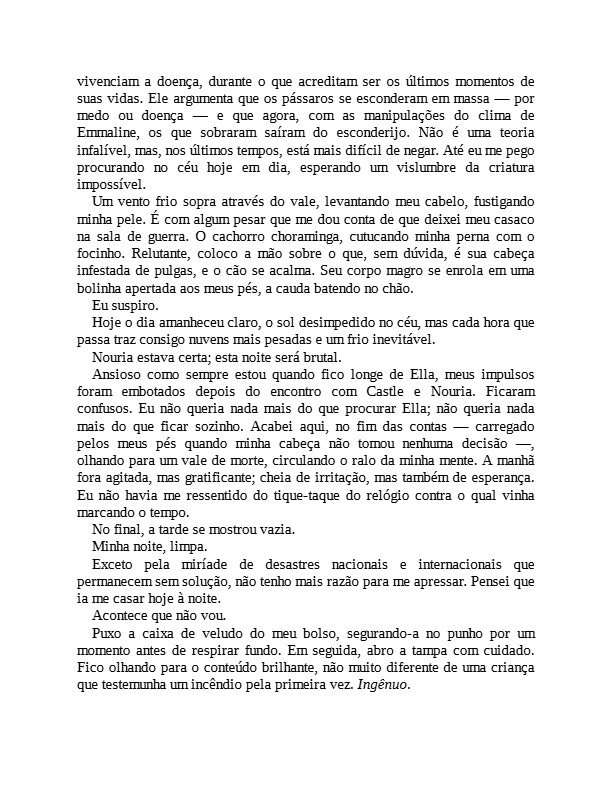 vivenciam a doença, durante o que acreditam ser os últimos momentos de
suas vidas. Ele argumenta que os pássaros se esconderam em massa — por
medo ou doença — e que agora, com as manipulações do clima de
Emmaline, os que sobraram saíram do esconderijo. Não é uma teoria
infalível, mas, nos últimos tempos, está mais difícil de negar. Até eu me pego
procurando no céu hoje em dia, esperando um vislumbre da criatura
impossível.
Um vento frio sopra através do vale, levantando meu cabelo, fustigando
minha pele. É com algum pesar que me dou conta de que deixei meu casaco
na sala de guerra. O cachorro choraminga, cutucando minha perna com o
focinho. Relutante, coloco a mão sobre o que, sem dúvida, é sua cabeça
infestada de pulgas, e o cão se acalma. Seu corpo magro se enrola em uma
bolinha apertada aos meus pés, a cauda batendo no chão.
Eu suspiro.
Hoje o dia amanheceu claro, o sol desimpedido no céu, mas cada hora que
passa traz consigo nuvens mais pesadas e um frio inevitável.
Nouria estava certa; esta noite será brutal.
Ansioso como sempre estou quando fico longe de Ella, meus impulsos
foram embotados depois do encontro com Castle e Nouria. Ficaram
confusos. Eu não queria nada mais do que procurar Ella; não queria nada
mais do que ficar sozinho. Acabei aqui, no fim das contas — carregado
pelos meus pés quando minha cabeça não tomou nenhuma decisão —,
olhando para um vale de morte, circulando o ralo da minha mente. A manhã
fora agitada, mas gratificante; cheia de irritação, mas também de esperança.
Eu não havia me ressentido do tique-taque do relógio contra o qual vinha
marcando o tempo.
No final, a tarde se mostrou vazia.
Minha noite, limpa.
Exceto pela miríade de desastres nacionais e internacionais que
permanecem sem solução, não tenho mais razão para me apressar. Pensei que
ia me casar hoje à noite.
Acontece que não vou.
Puxo a caixa de veludo do meu bolso, segurando-a no punho por um
momento antes de respirar fundo. Em seguida, abro a tampa com cuidado.
Fico olhando para o conteúdo brilhante, não muito diferente de uma criança
que testemunha um incêndio pela primeira vez. Ingênuo.